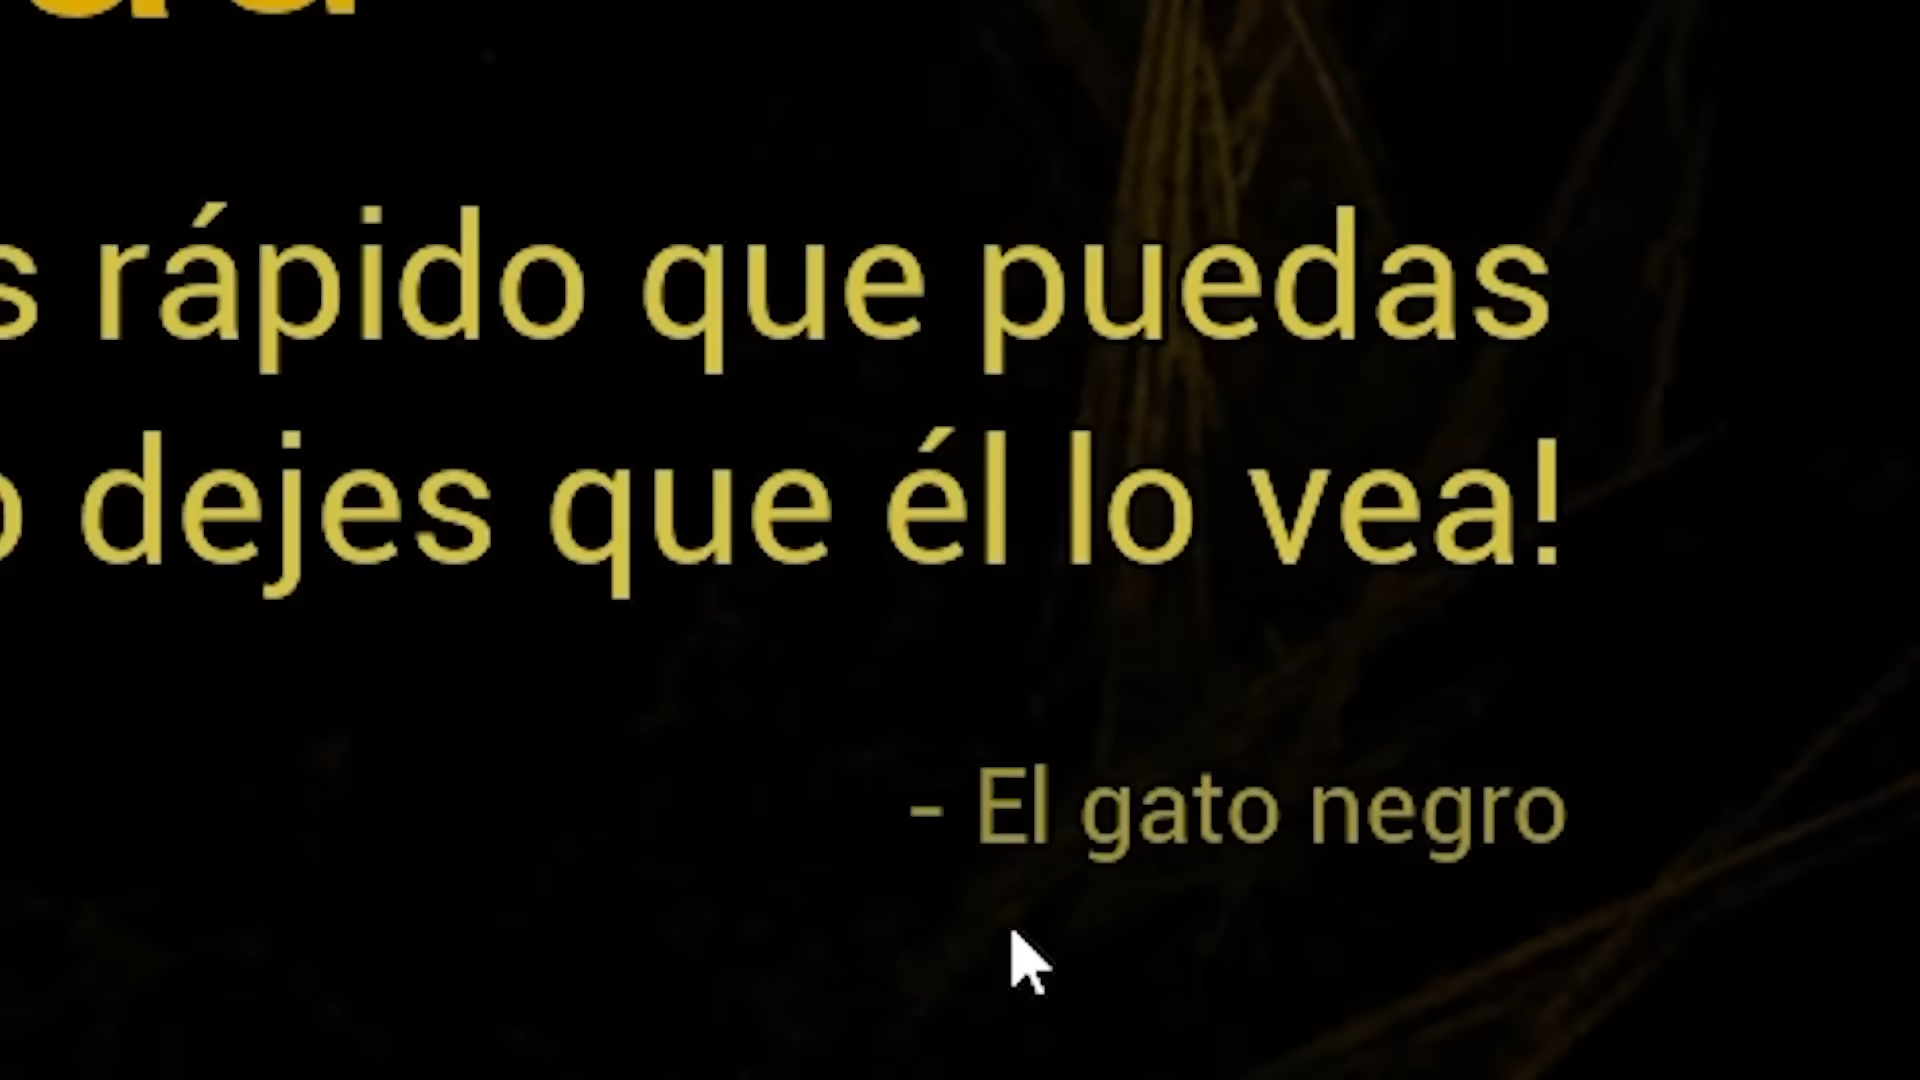 rápido que puedas
dejes que él lo vea!
- El gato negro